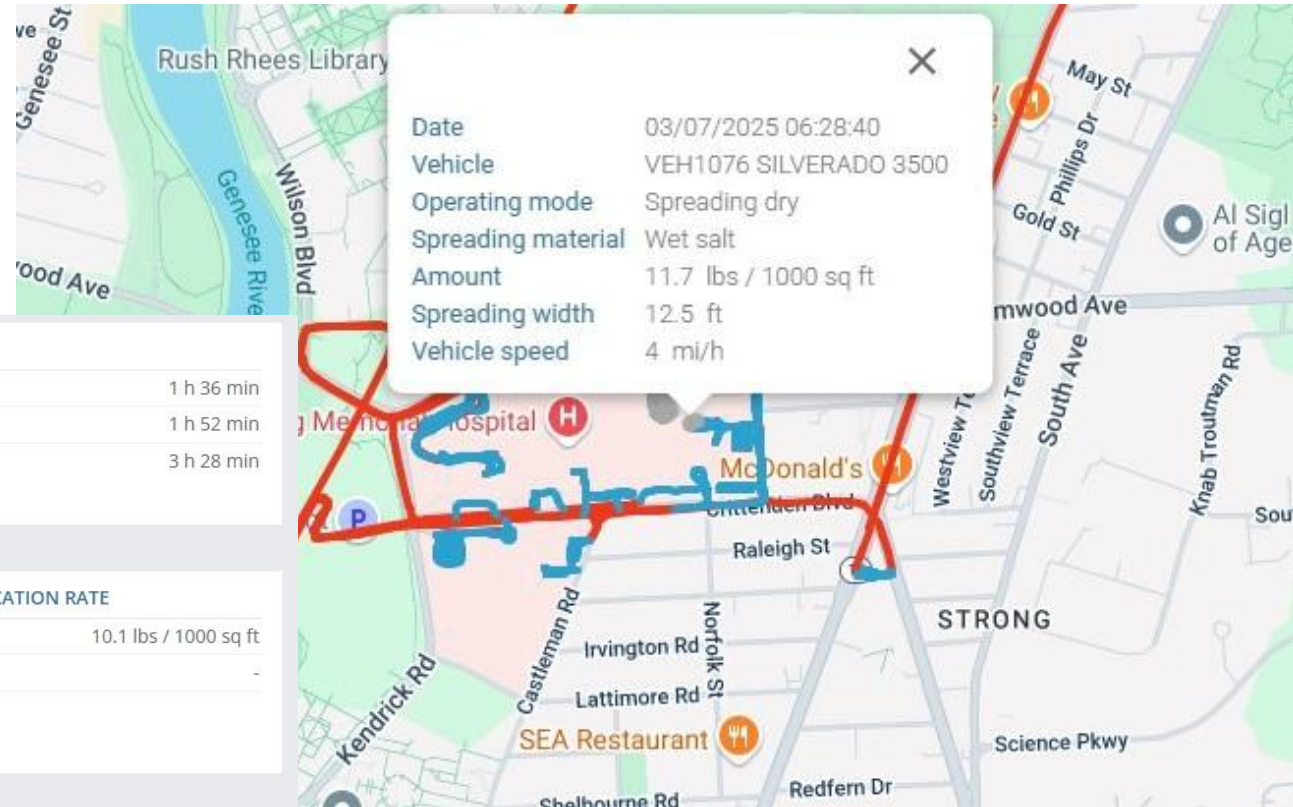 ve
Genesee St
Rush Rhees Library
Genesee Rive
Wilson Blvd
ood Ave
Date 03/07/2025 06:28:40
Vehicle VEH1076 SILVERADO 3500
Operating mode Spreading dry
Spreading material Wet salt
Amount 11.7 lbs / 1000 sq ft
Spreading width 12.5 ft
Vehicle speed 4 mi/h
May St
Phillips Dr
Gold St
Al Sigl
of Age
mwood Ave
1 h 36 min
1 h 52 min
3 h 28 min
CATION RATE
10.1 lbs / 1000 sq ft
-
H
McDonald's
P
Crittenden Blvd
Raleigh St
Westview Te
Southview Terrace
South Ave
Knab Troutman Rd
Sou
STRONG
Castleman Rd
Norfolk St
Irvington Rd
Lattimore Rd
Kendrick Rd
SEA Restaurant
Science Pkwy
Redfern Dr
Shelbourne Rd